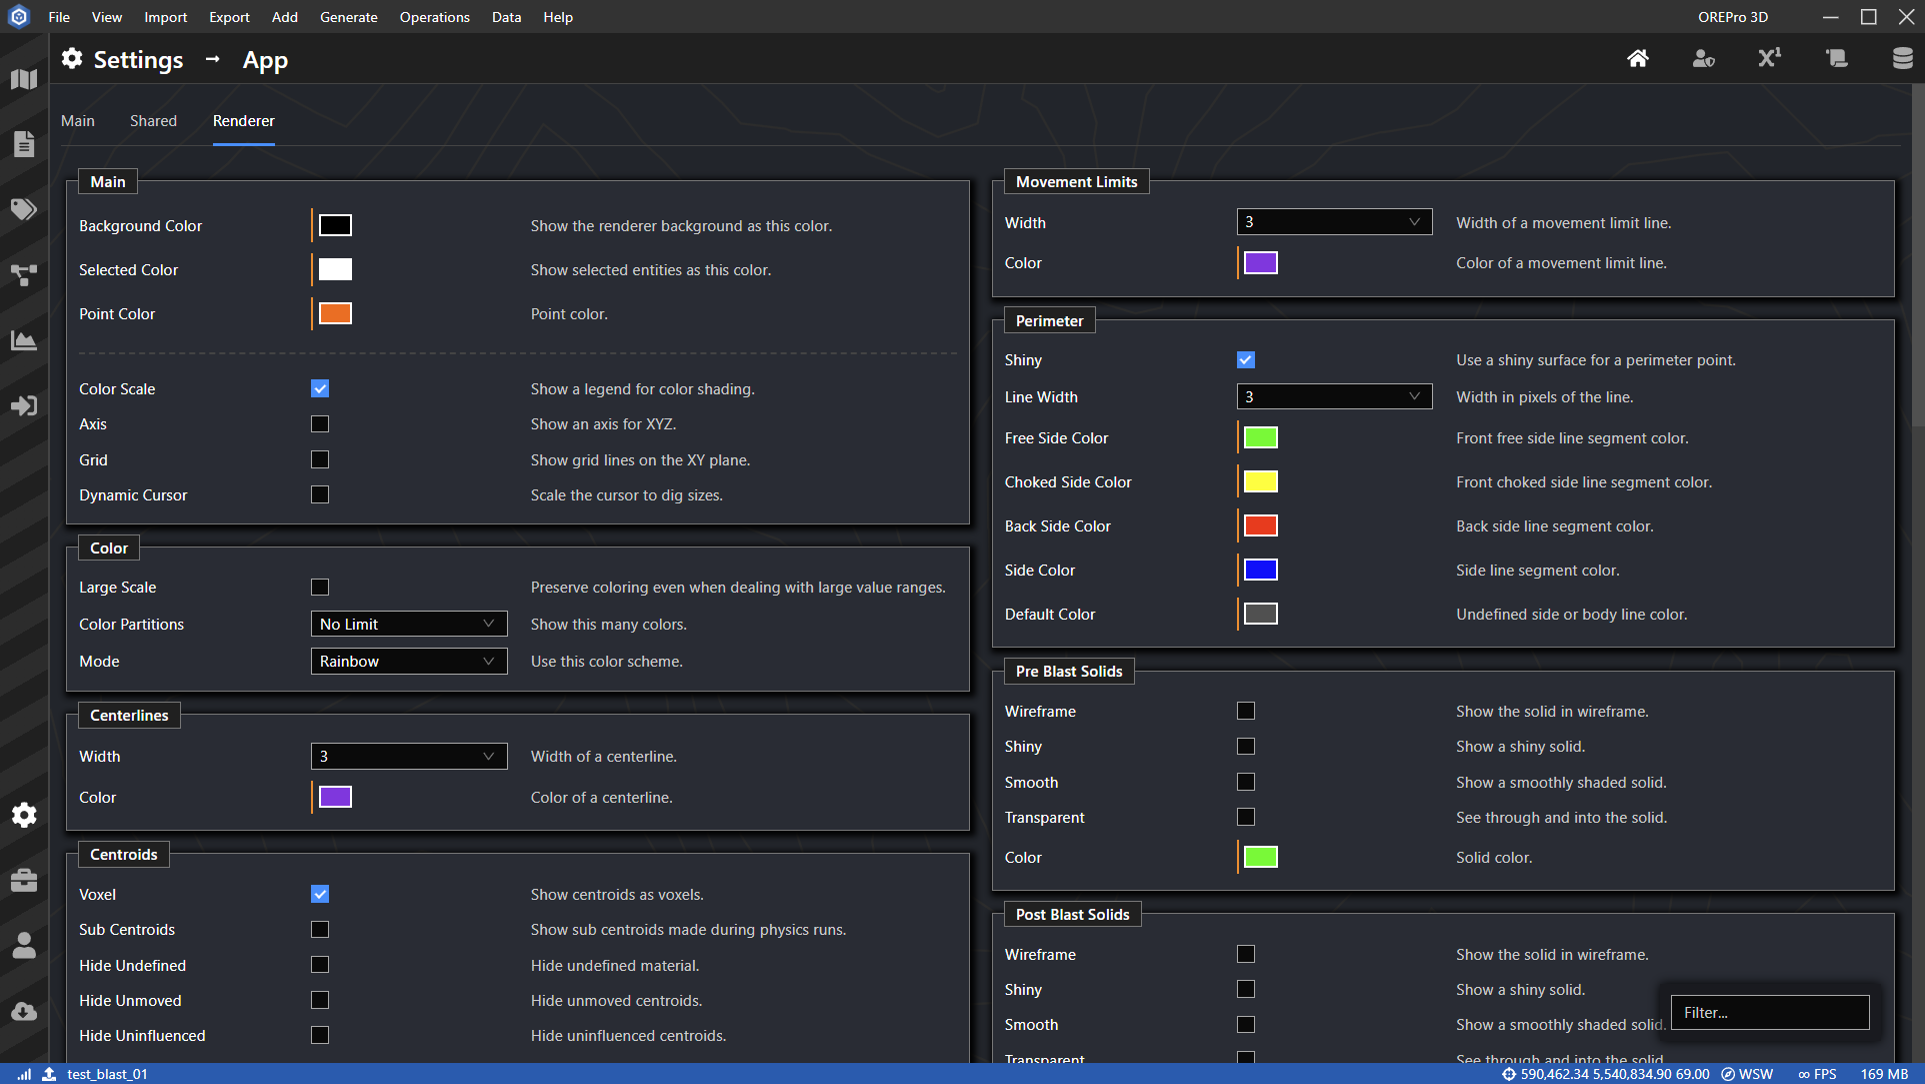 File View Import Export Add Generate Operations Data Help OREPro 3D
Settings → App
Main Shared Renderer
Main
Background Color Show the renderer background as this color.
Selected Color Show selected entities as this color.
Point Color Point color.
Color Scale Show a legend for color shading.
Axis Show an axis for XYZ.
Grid Show grid lines on the XY plane.
Dynamic Cursor Scale the cursor to dig sizes.
Color
Large Scale Preserve coloring even when dealing with large value ranges.
Color Partitions No Limit Show this many colors.
Mode Rainbow Use this color scheme.
Centerlines
Width 3 Width of a centerline.
Color Color of a centerline.
Centroids
Voxel Show centroids as voxels.
Sub Centroids Show sub centroids made during physics runs.
Hide Undefined Hide undefined material.
Hide Unmoved Hide unmoved centroids.
Hide Uninfluenced Hide uninfluenced centroids.
Movement Limits
Width 3 Width of a movement limit line.
Color Color of a movement limit line.
Perimeter
Shiny Use a shiny surface for a perimeter point.
Line Width 3 Width in pixels of the line.
Free Side Color Front free side line segment color.
Choked Side Color Front choked side line segment color.
Back Side Color Back side line segment color.
Side Color Side line segment color.
Default Color Undefined side or body line color.
Pre Blast Solids
Wireframe Show the solid in wireframe.
Shiny Show a shiny solid.
Smooth Show a smoothly shaded solid.
Transparent See through and into the solid.
Color Solid color.
Post Blast Solids
Wireframe Show the solid in wireframe.
Shiny Show a shiny solid.
Smooth Show a smoothly shaded solid.
Transparent See through and into the solid.
Filter...
test_blast_01 590,462.34 5,540,834.90 69.00 WSW ∞ FPS 169 MB